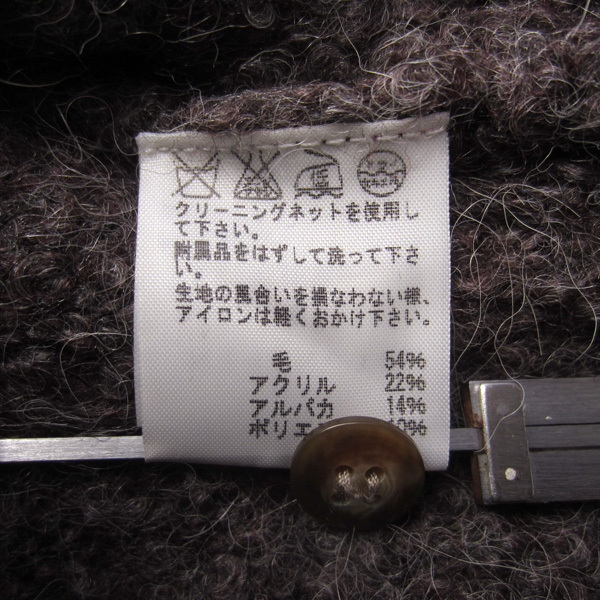 クリーニングネットを使用し
て下さい。
附属品をはずして洗って下さ
い。
生地の風合いを損なわない様、
アイロンは軽くおかけ下さい。
毛 54%
アクリル 22%
アルパカ 14%
ポリエ